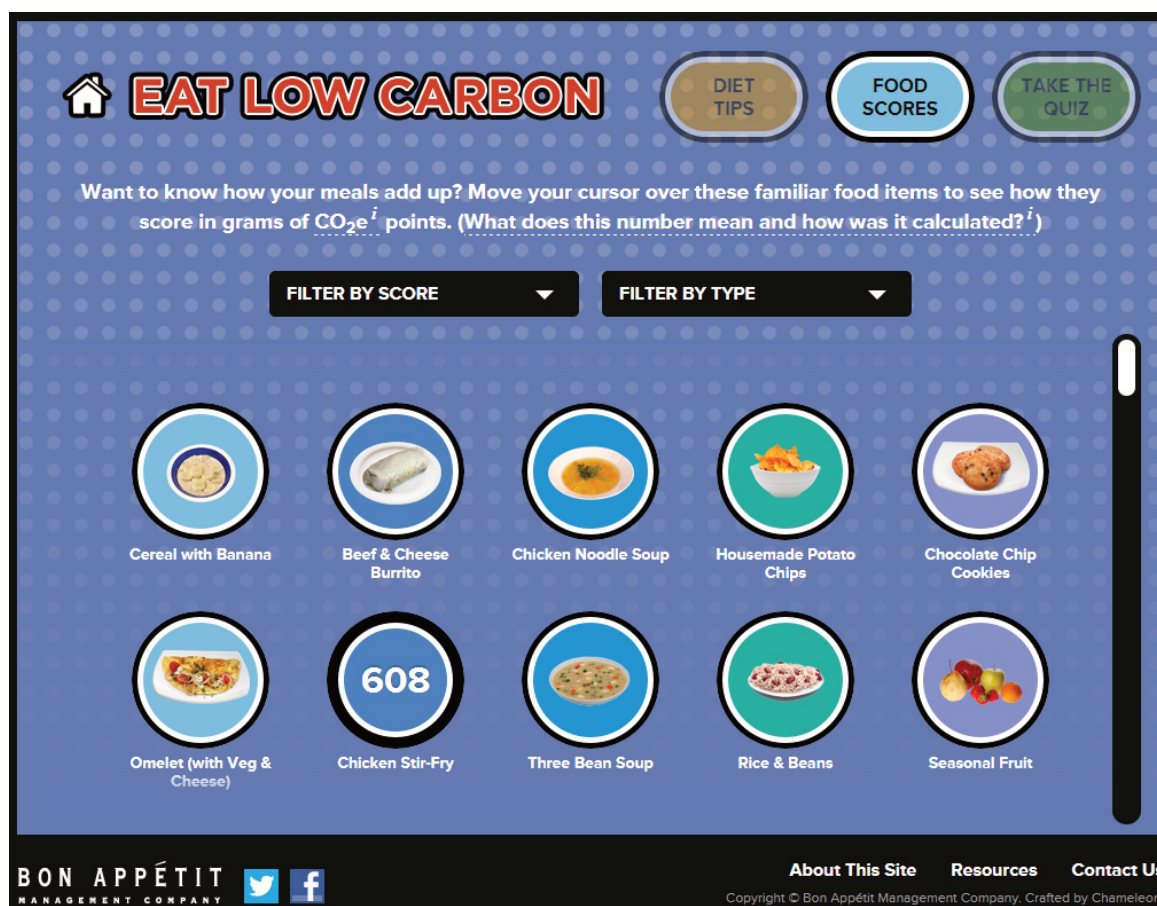 EAT LOW CARBON
DIET
TIPS
FOOD
SCORES
TAKE THE
QUIZ
Want to know how your meals add up? Move your cursor over these familiar food items to see how they
score in grams of CO₂e i points. (What does this number mean and how was it calculated? i)
FILTER BY SCORE
FILTER BY TYPE
Cereal with Banana
Beef & Cheese
Burrito
Chicken Noodle Soup
Housemade Potato
Chips
Chocolate Chip
Cookies
608
Omelet (with Veg &
Cheese)
Chicken Stir-Fry
Three Bean Soup
Rice & Beans
Seasonal Fruit
BON APPÉTIT
MANAGEMENT COMPANY
About This Site
Resources
Contact Us
Copyright © Bon Appétit Management Company. Crafted by Chameleon